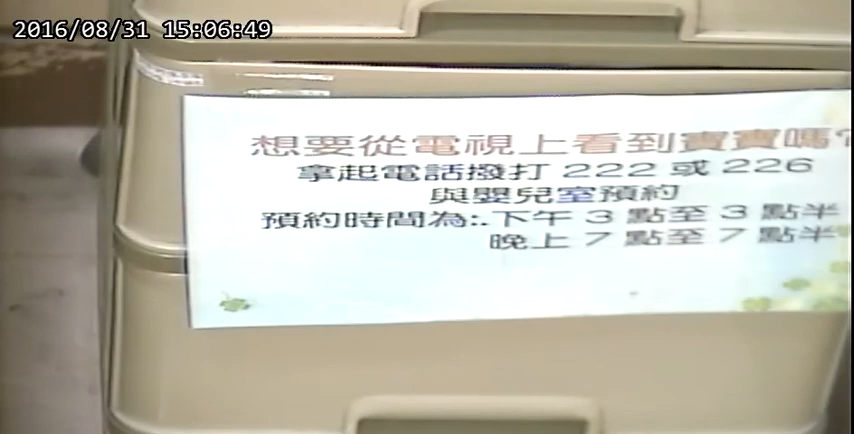 2016/08/31 15:06:49
想要從電視上看到寶寶嗎?
拿起電話撥打 222 或 226
與嬰兒室預約
預約時間為:.下午 3 點至 3 點半
晚上 7 點至 7 點半